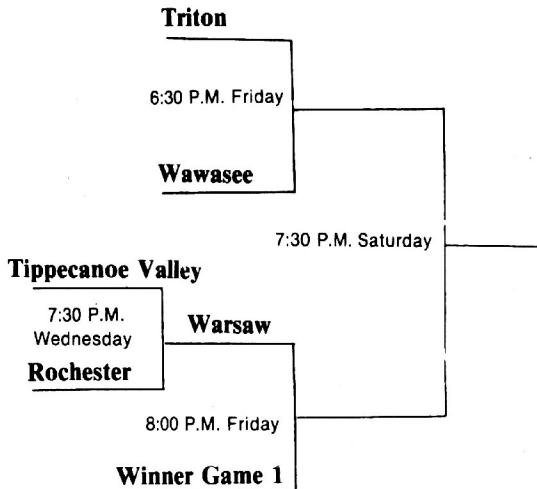 Triton
6:30 P.M. Friday
Wawasee
7:30 P.M. Saturday
Tippecanoe Valley
7:30 P.M.
Wednesday
Warsaw
Rochester
8:00 P.M. Friday
Winner Game 1